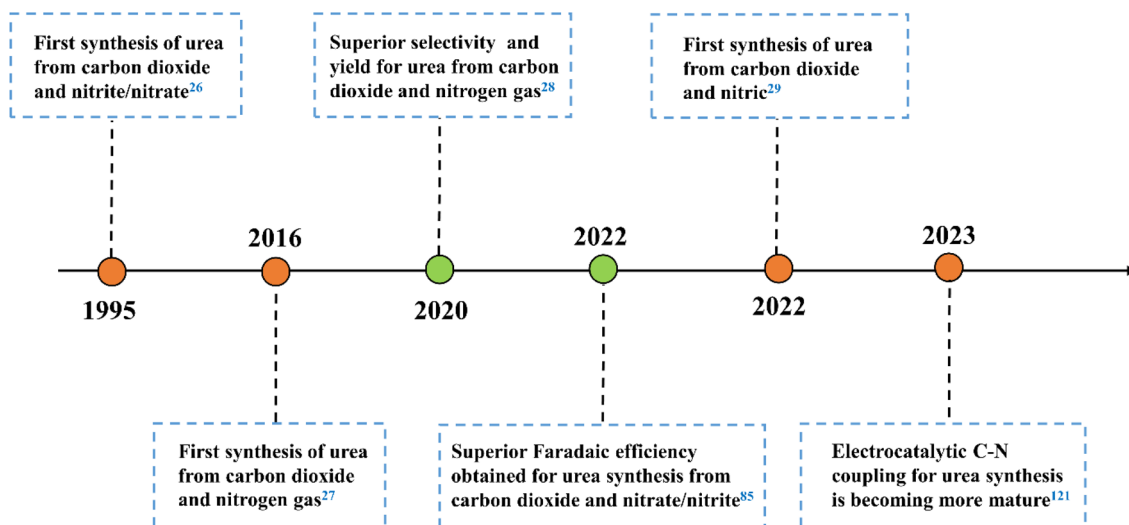 First synthesis of urea
from carbon dioxide
and nitrite/nitrate26
Superior selectivity and
yield for urea from carbon
dioxide and nitrogen gas28
First synthesis of urea
from carbon dioxide
and nitric29
2016
2022
2023
1995
2020
2022
First synthesis of urea
from carbon dioxide
and nitrogen gas27
Superior Faradaic efficiency
obtained for urea synthesis from
carbon dioxide and nitrate/nitrite85
Electrocatalytic C-N
coupling for urea synthesis
is becoming more mature121